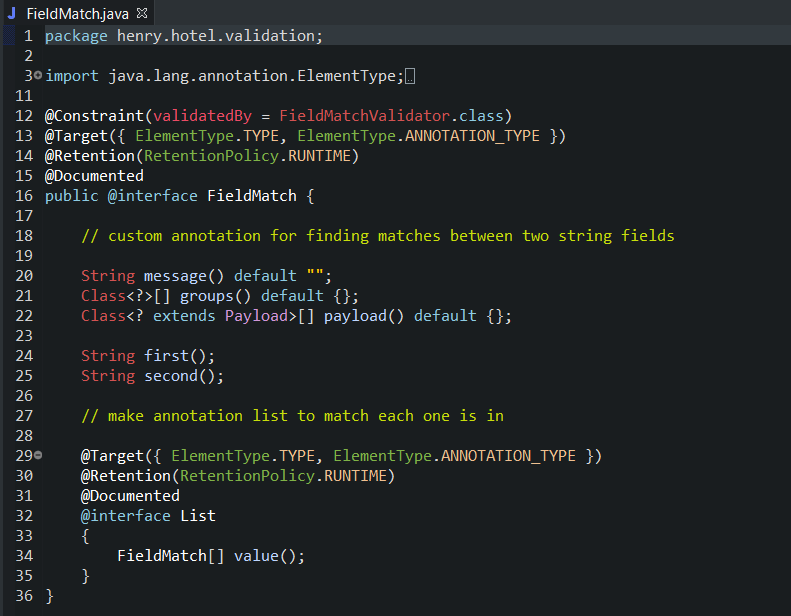 FieldMatch.java
1 package henry.hotel.validation;
2
3 import java.lang.annotation.ElementType;
11
12 @Constraint(validatedBy = FieldMatchValidator.class)
13 @Target({ ElementType.TYPE, ElementType.ANNOTATION_TYPE })
14 @Retention(RetentionPolicy.RUNTIME)
15 @Documented
16 public @interface FieldMatch {
17
18     // custom annotation for finding matches between two string fields
19
20     String message() default "";
21     Class<?>[] groups() default {};
22     Class<? extends Payload>[] payload() default {};
23
24     String first();
25     String second();
26
27     // make annotation list to match each one is in
28
29     @Target({ ElementType.TYPE, ElementType.ANNOTATION_TYPE })
30     @Retention(RetentionPolicy.RUNTIME)
31     @Documented
32     @interface List
33     {
34         FieldMatch[] value();
35     }
36 }